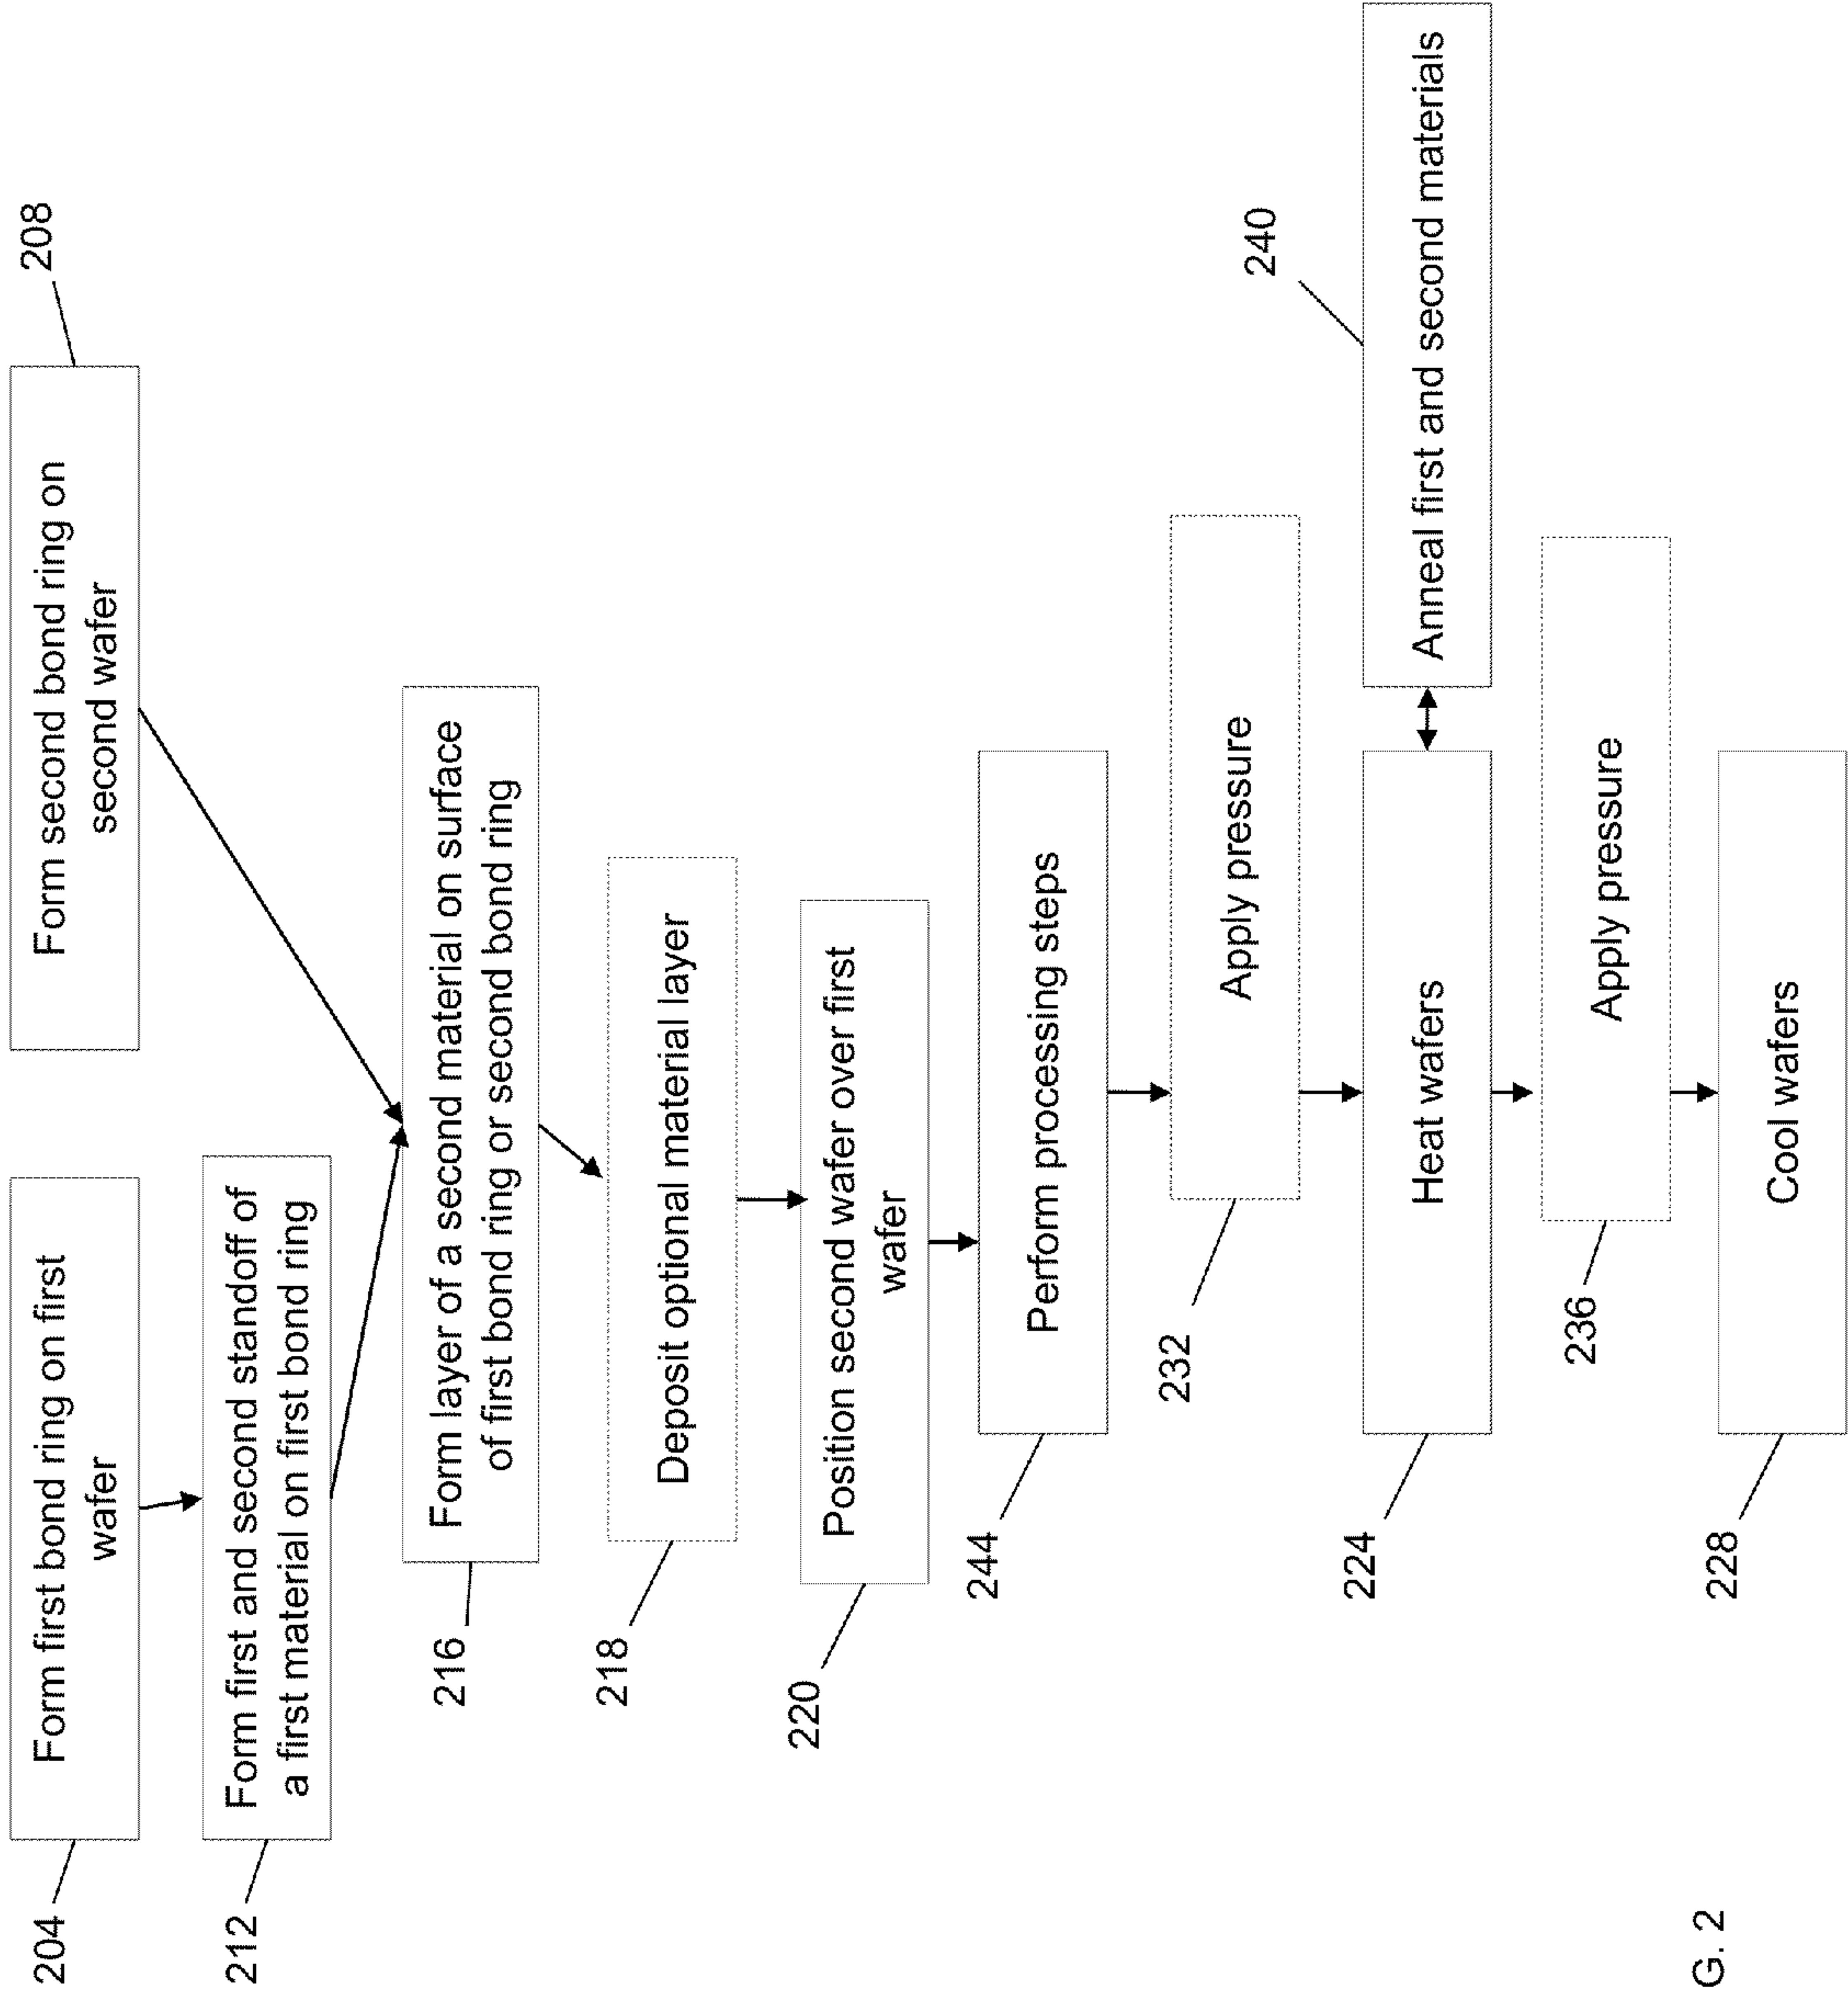 204
Form first bond ring on first
wafer
Form second bond ring on
second wafer
208
212
Form first and second standoff of
a first material on first bond ring
216
Form layer of a second material on surface
of first bond ring or second bond ring
218
Deposit optional material layer
220
Position second wafer over first
wafer
244
Perform processing steps
232
Apply pressure
224
Heat wafers
Anneal first and second materials
240
236
Apply pressure
228
Cool wafers
G. 2